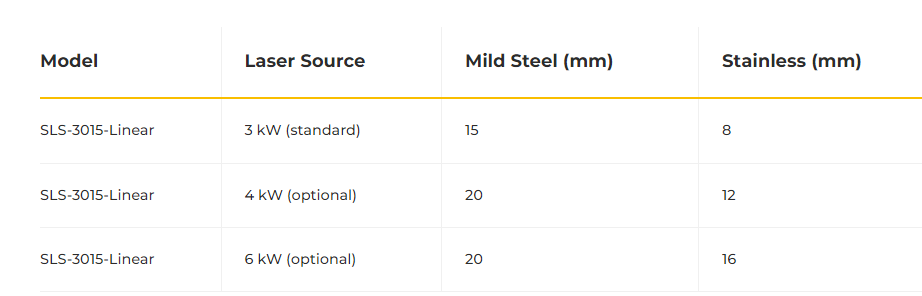 Model Laser Source Mild Steel (mm) Stainless (mm)
SLS-3015-Linear 3 kW (standard) 15 8
SLS-3015-Linear 4 kW (optional) 20 12
SLS-3015-Linear 6 kW (optional) 20 16